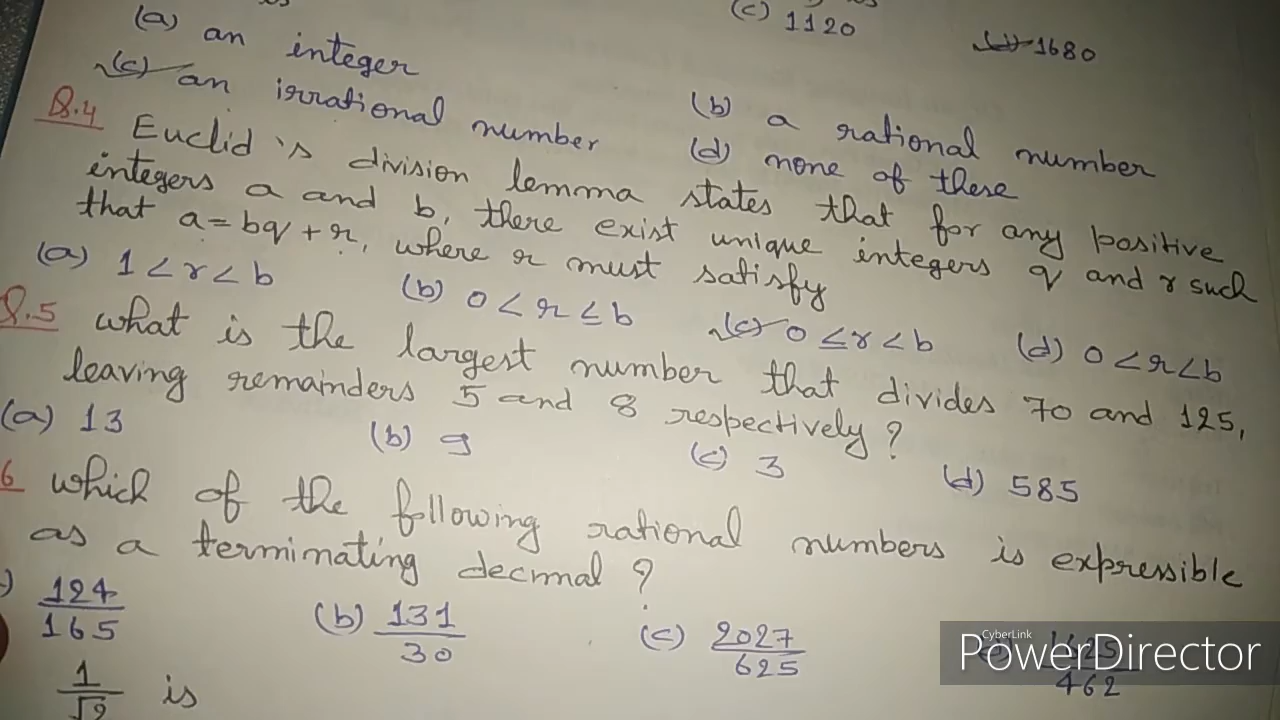 (c) 1120
1680
(a) an integer
(b) a rational number
(c) an irrational number
(d) none of these
Q.4 Euclid's division lemma states that for any positive
integers a and b, there exist unique integers q and r such
that a = bq + r, where r must satisfy
(a) 1 < r < b (b) 0 < r ≤ b (c) 0 ≤ r < b (d) 0 < r < b
Q.5 what is the largest number that divides 70 and 125,
leaving remainders 5 and 8 respectively ?
(a) 13 (b) 9 (c) 3 (d) 585
6 which of the following rational numbers is expressible
as a terminating decimal ?
124/165 (b) 131/30 (c) 2027/625 1625/462
is
CyberLink
PowerDirector